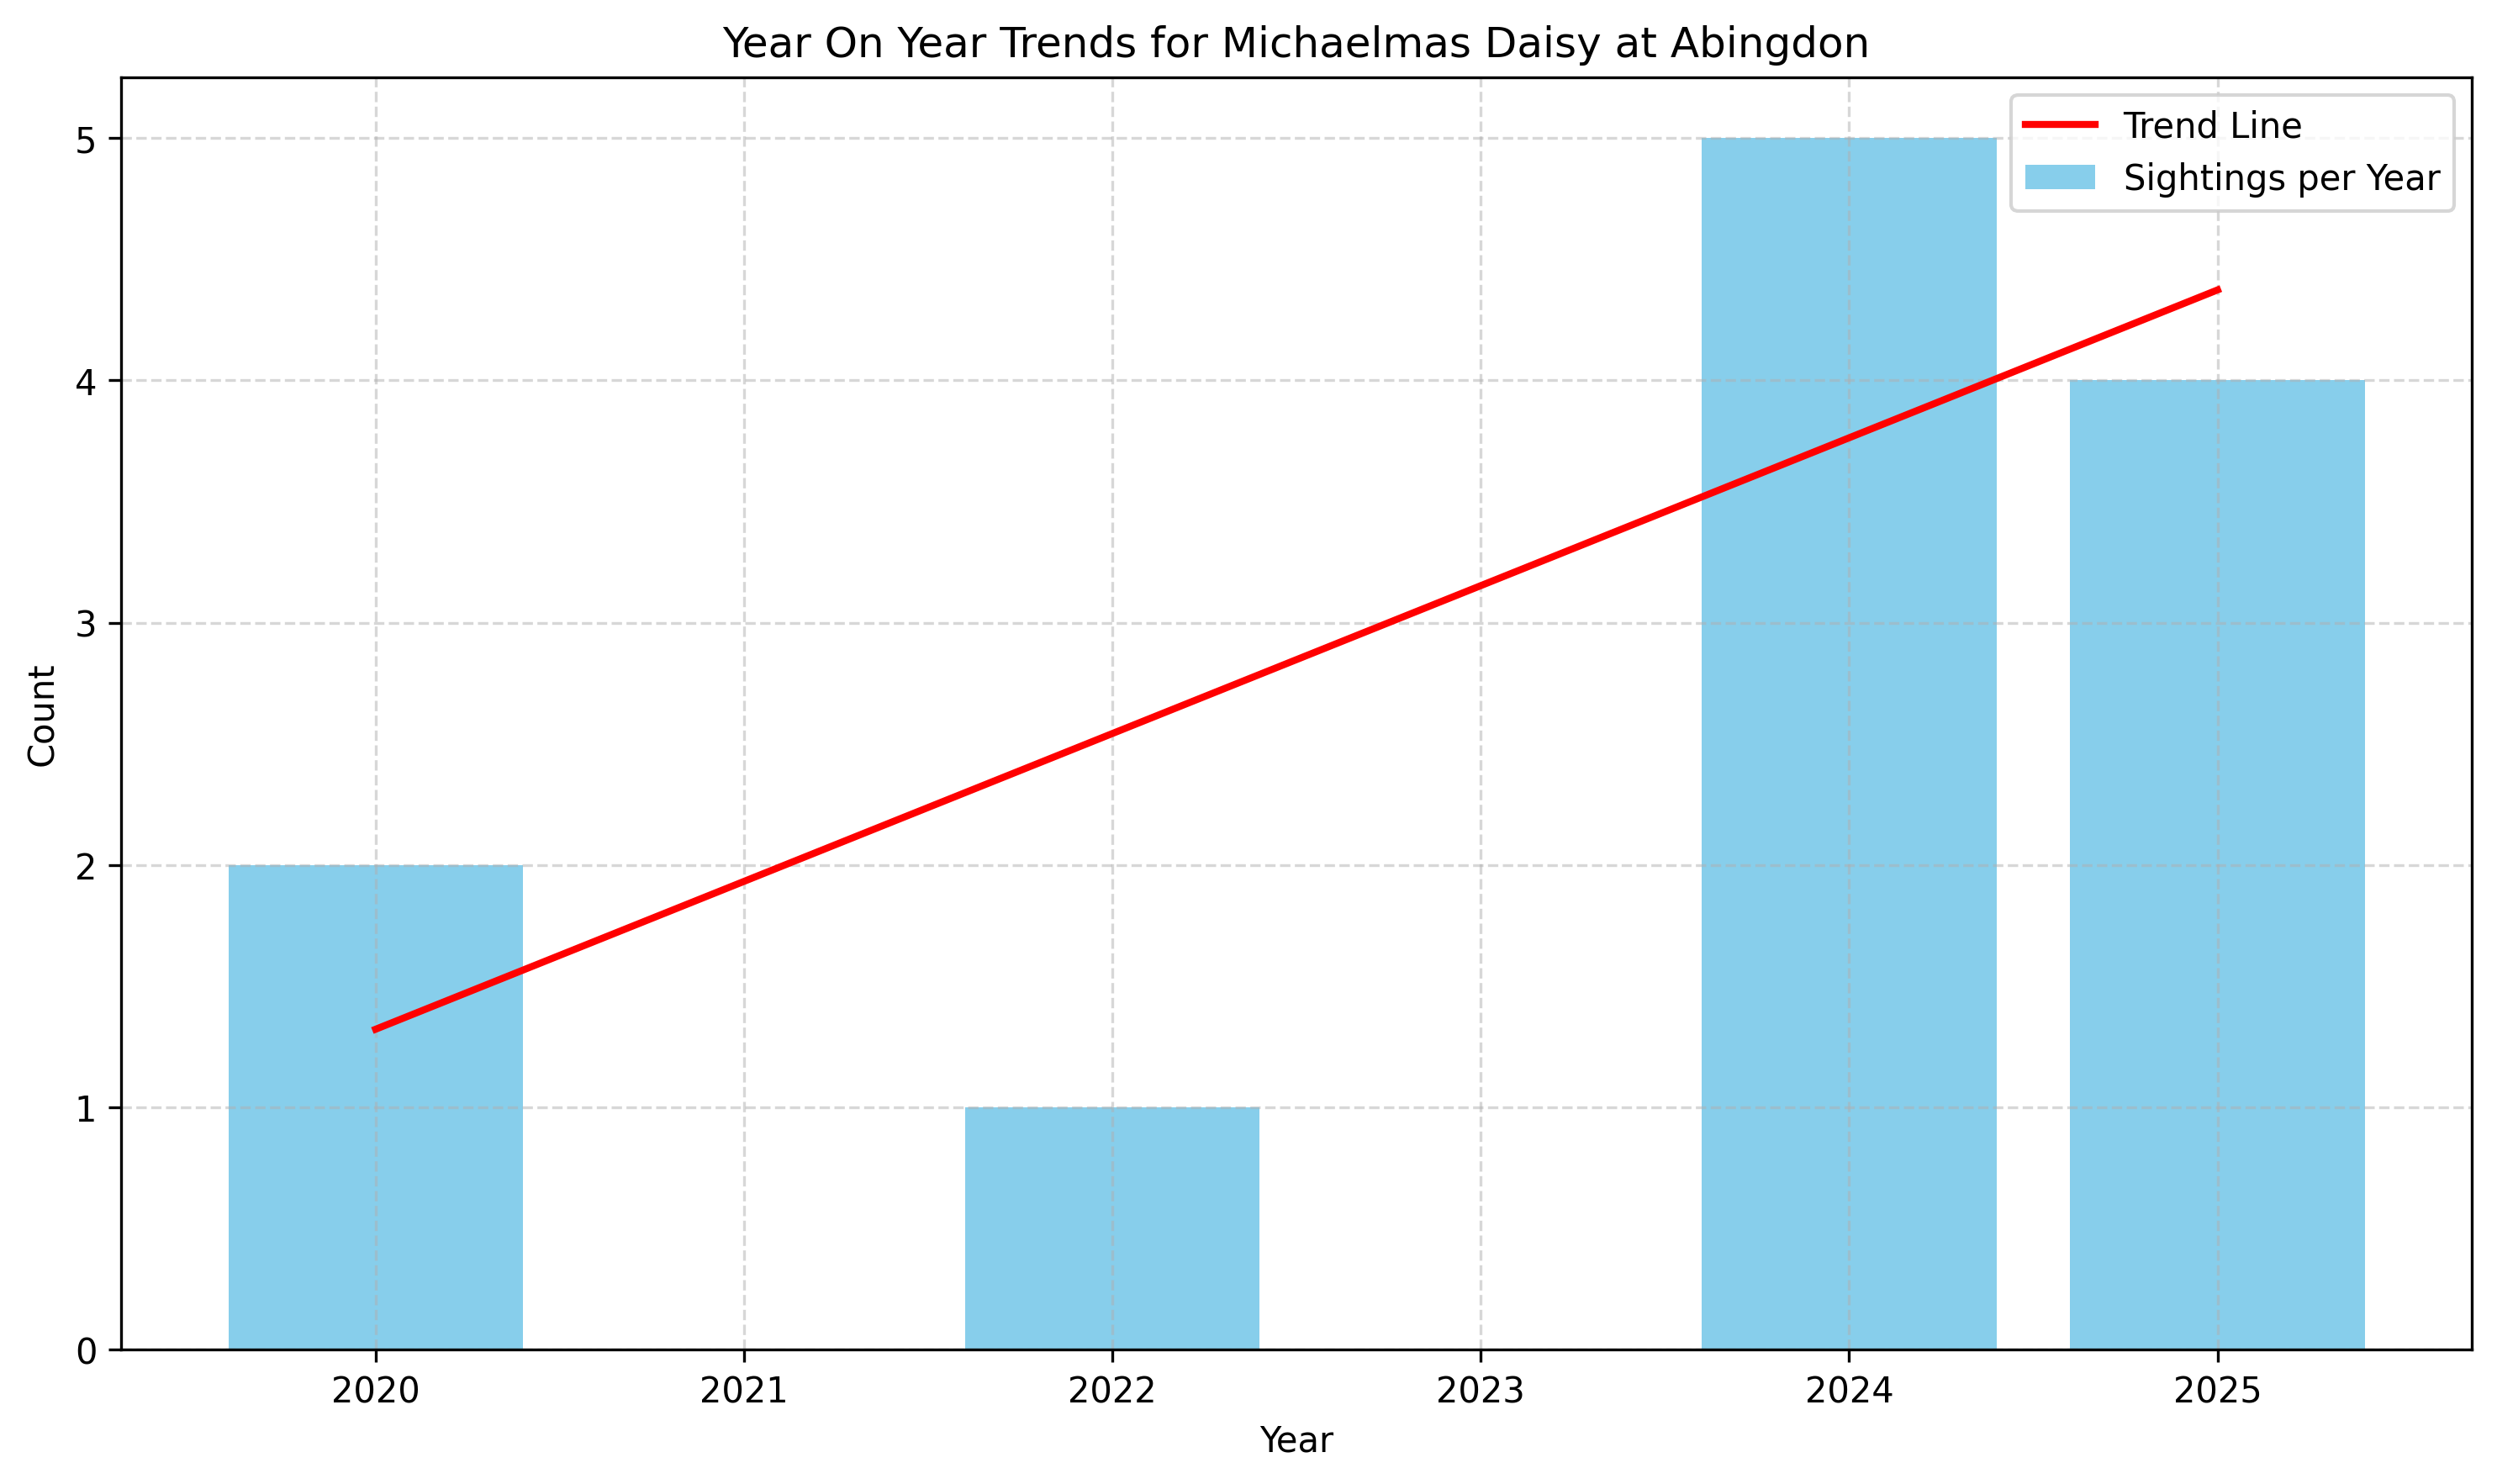 Year On Year Trends for Michaelmas Daisy at Abingdon
Trend Line
Sightings per Year
5
4
3
2
1
0
Count
2020 2021 2022 2023 2024 2025
Year